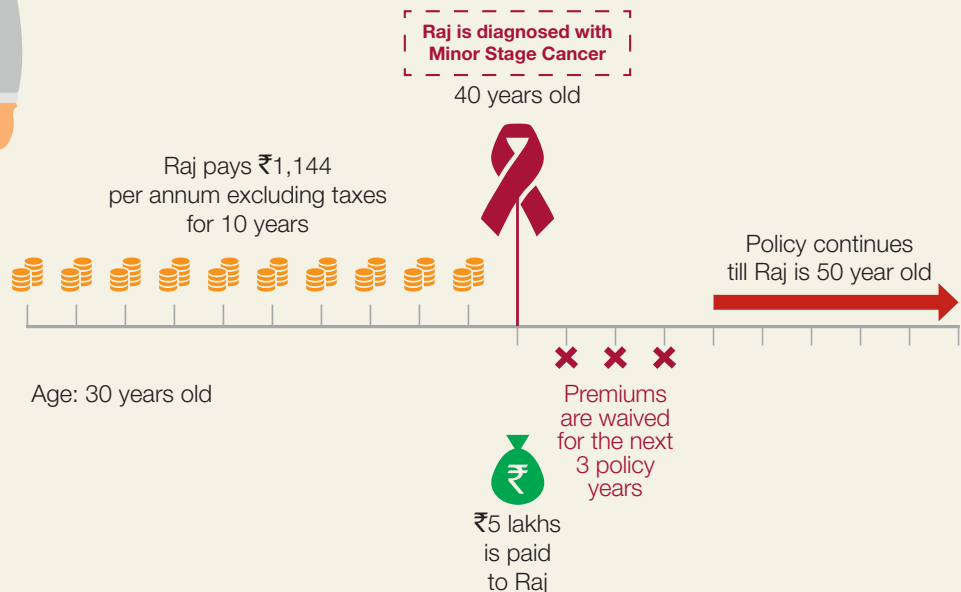 Raj is diagnosed with
Minor Stage Cancer
40 years old
Raj pays ₹1,144
per annum excluding taxes
for 10 years
Policy continues
till Raj is 50 year old
Age: 30 years old
Premiums
are waived
for the next
3 policy
years
₹
₹5 lakhs
is paid
to Raj